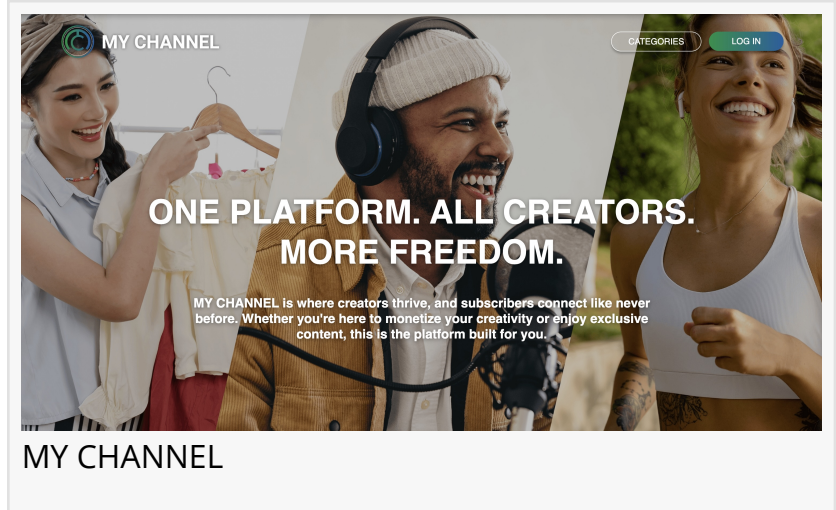 MY CHANNEL
CATEGORIES
LOG IN
ONE PLATFORM. ALL CREATORS.
MORE FREEDOM.
MY CHANNEL is where creators thrive, and subscribers connect like never
before. Whether you're here to monetize your creativity or enjoy exclusive
content, this is the platform built for you.
MY CHANNEL